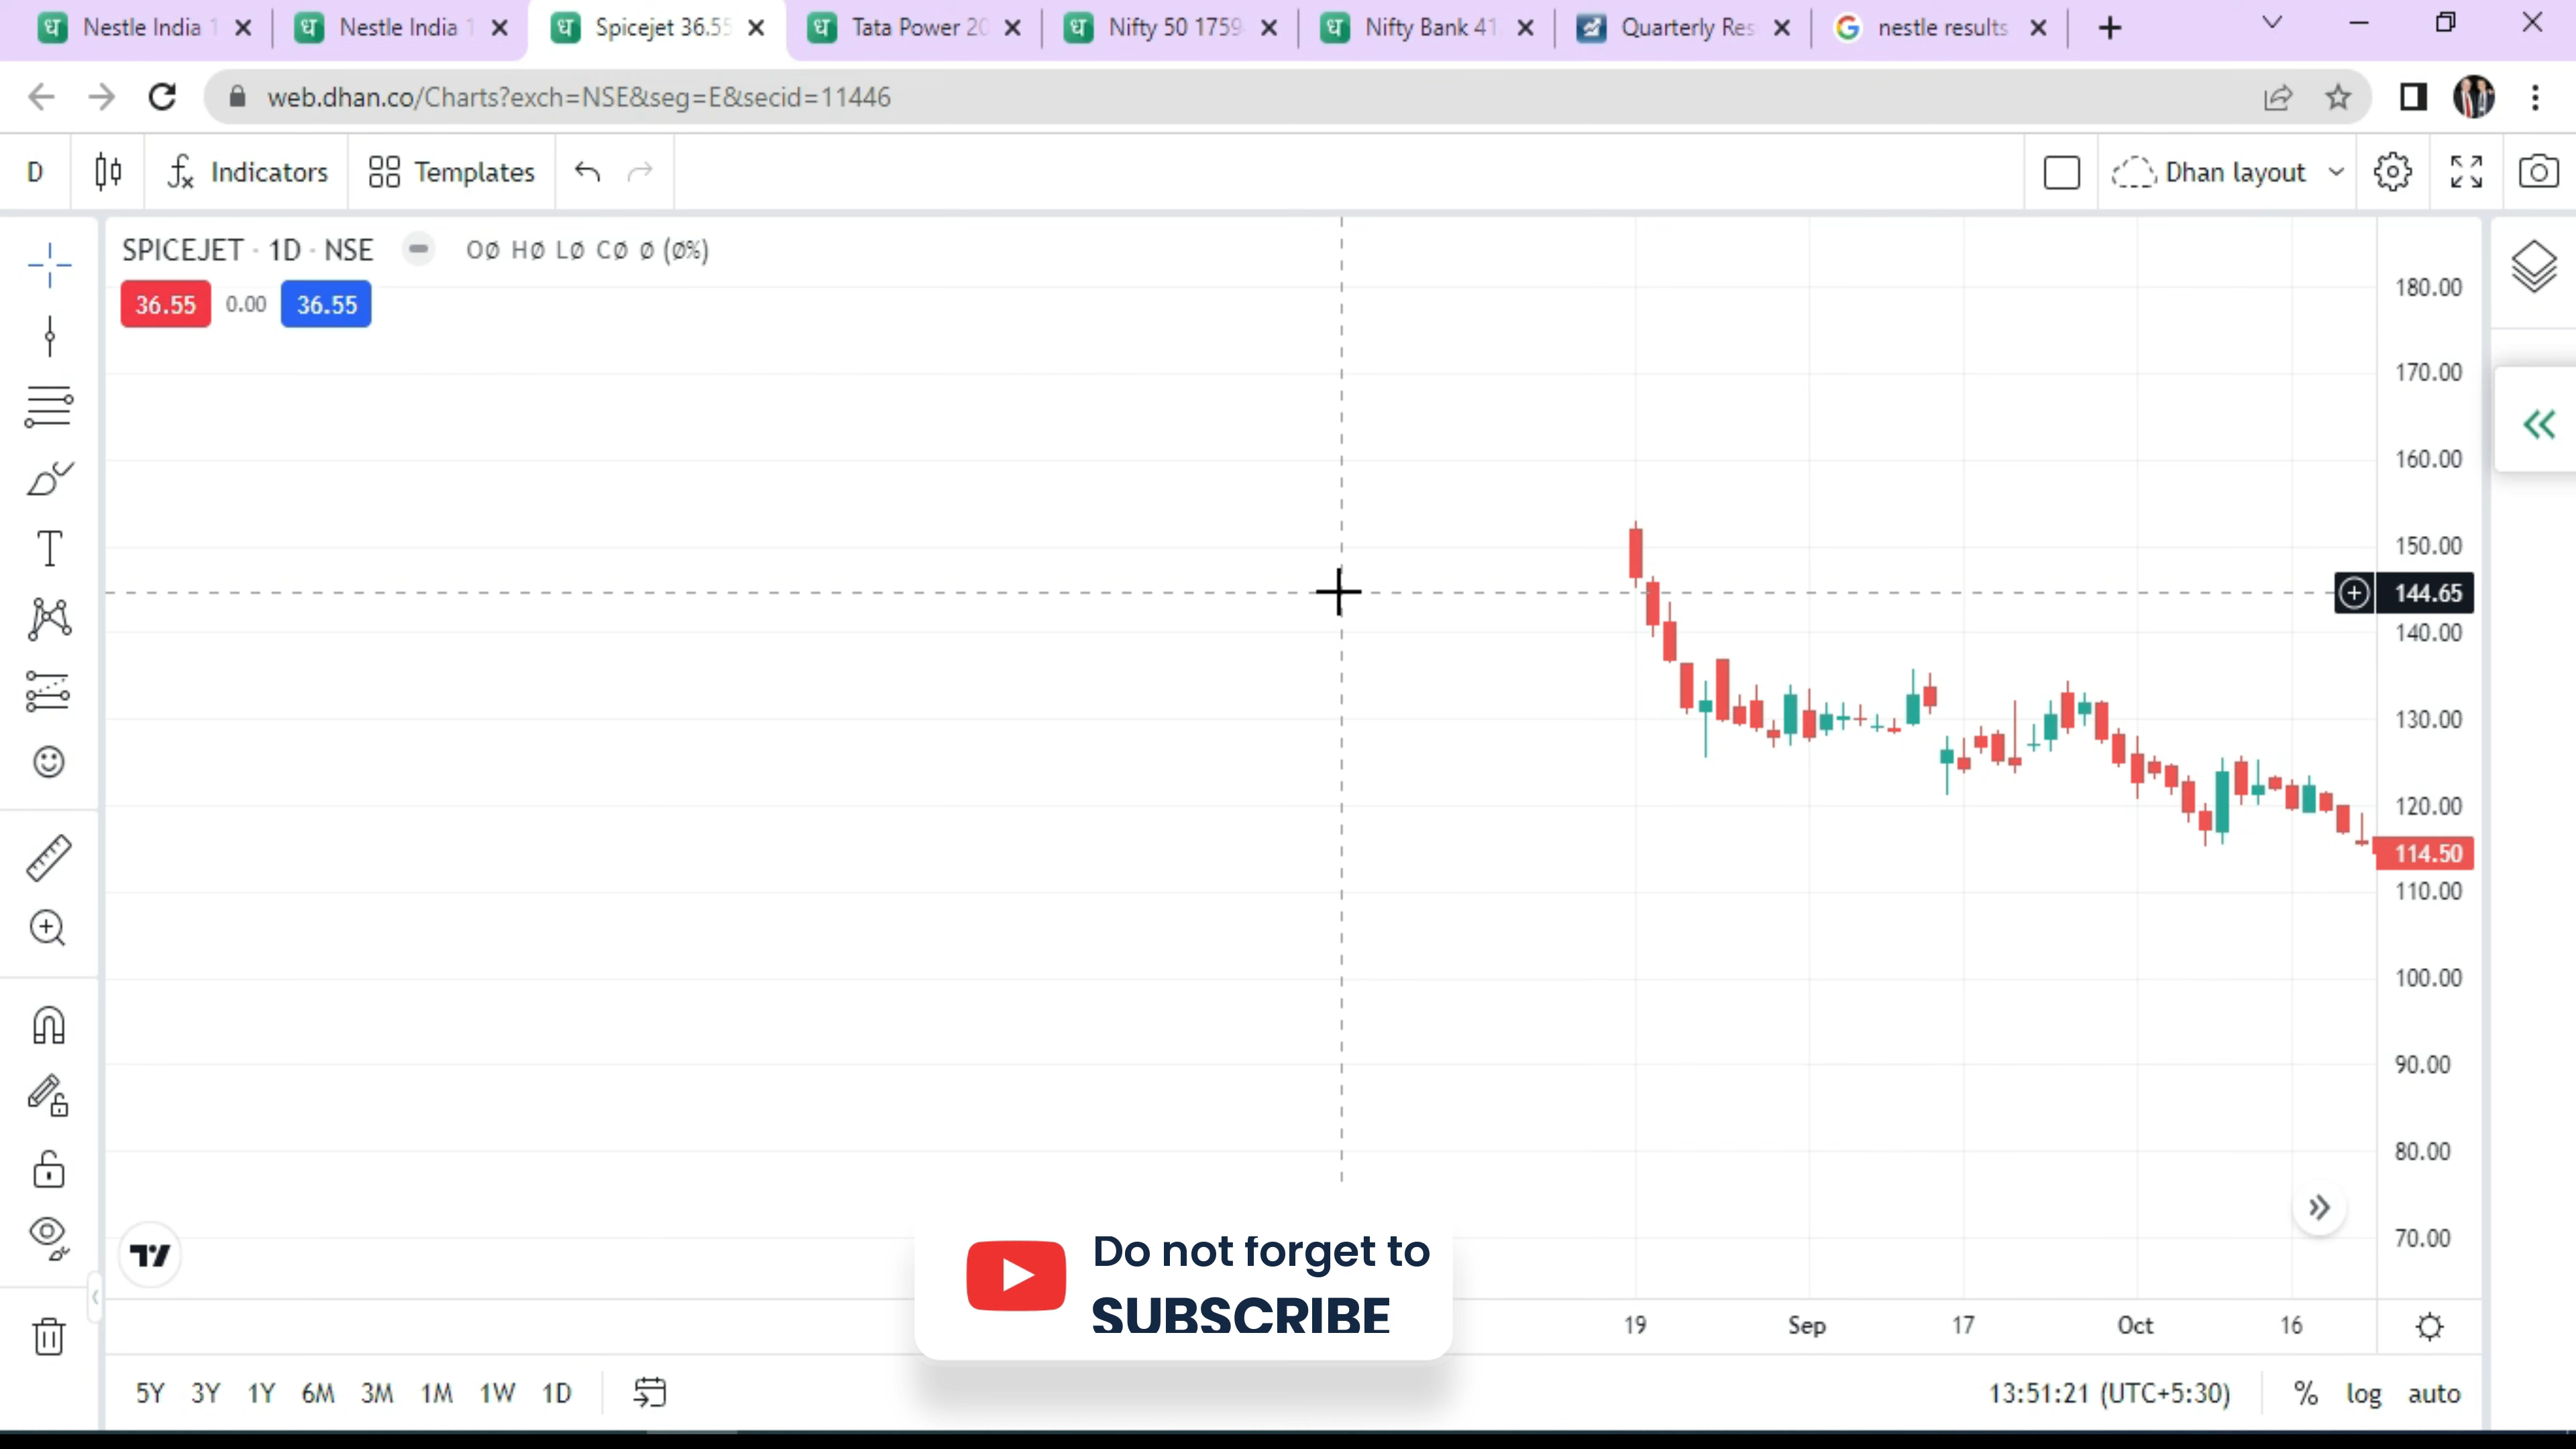 Nestle India 1
Nestle India 1
Spicejet 36.55
Tata Power 20
Nifty 50 1759
Nifty Bank 41
Quarterly Res
nestle results
web.dhan.co/Charts?exch=NSE&seg=E&secid=11446
D
Indicators
Templates
Dhan layout
SPICEJET · 1D · NSE
OØ HØ LØ CØ Ø (Ø%)
36.55 0.00 36.55
180.00
170.00
160.00
150.00
144.65
140.00
130.00
120.00
114.50
110.00
100.00
90.00
80.00
70.00
Do not forget to
SUBSCRIBE
19 Sep 17 Oct 16
5Y 3Y 1Y 6M 3M 1M 1W 1D
13:51:21 (UTC+5:30) % log auto